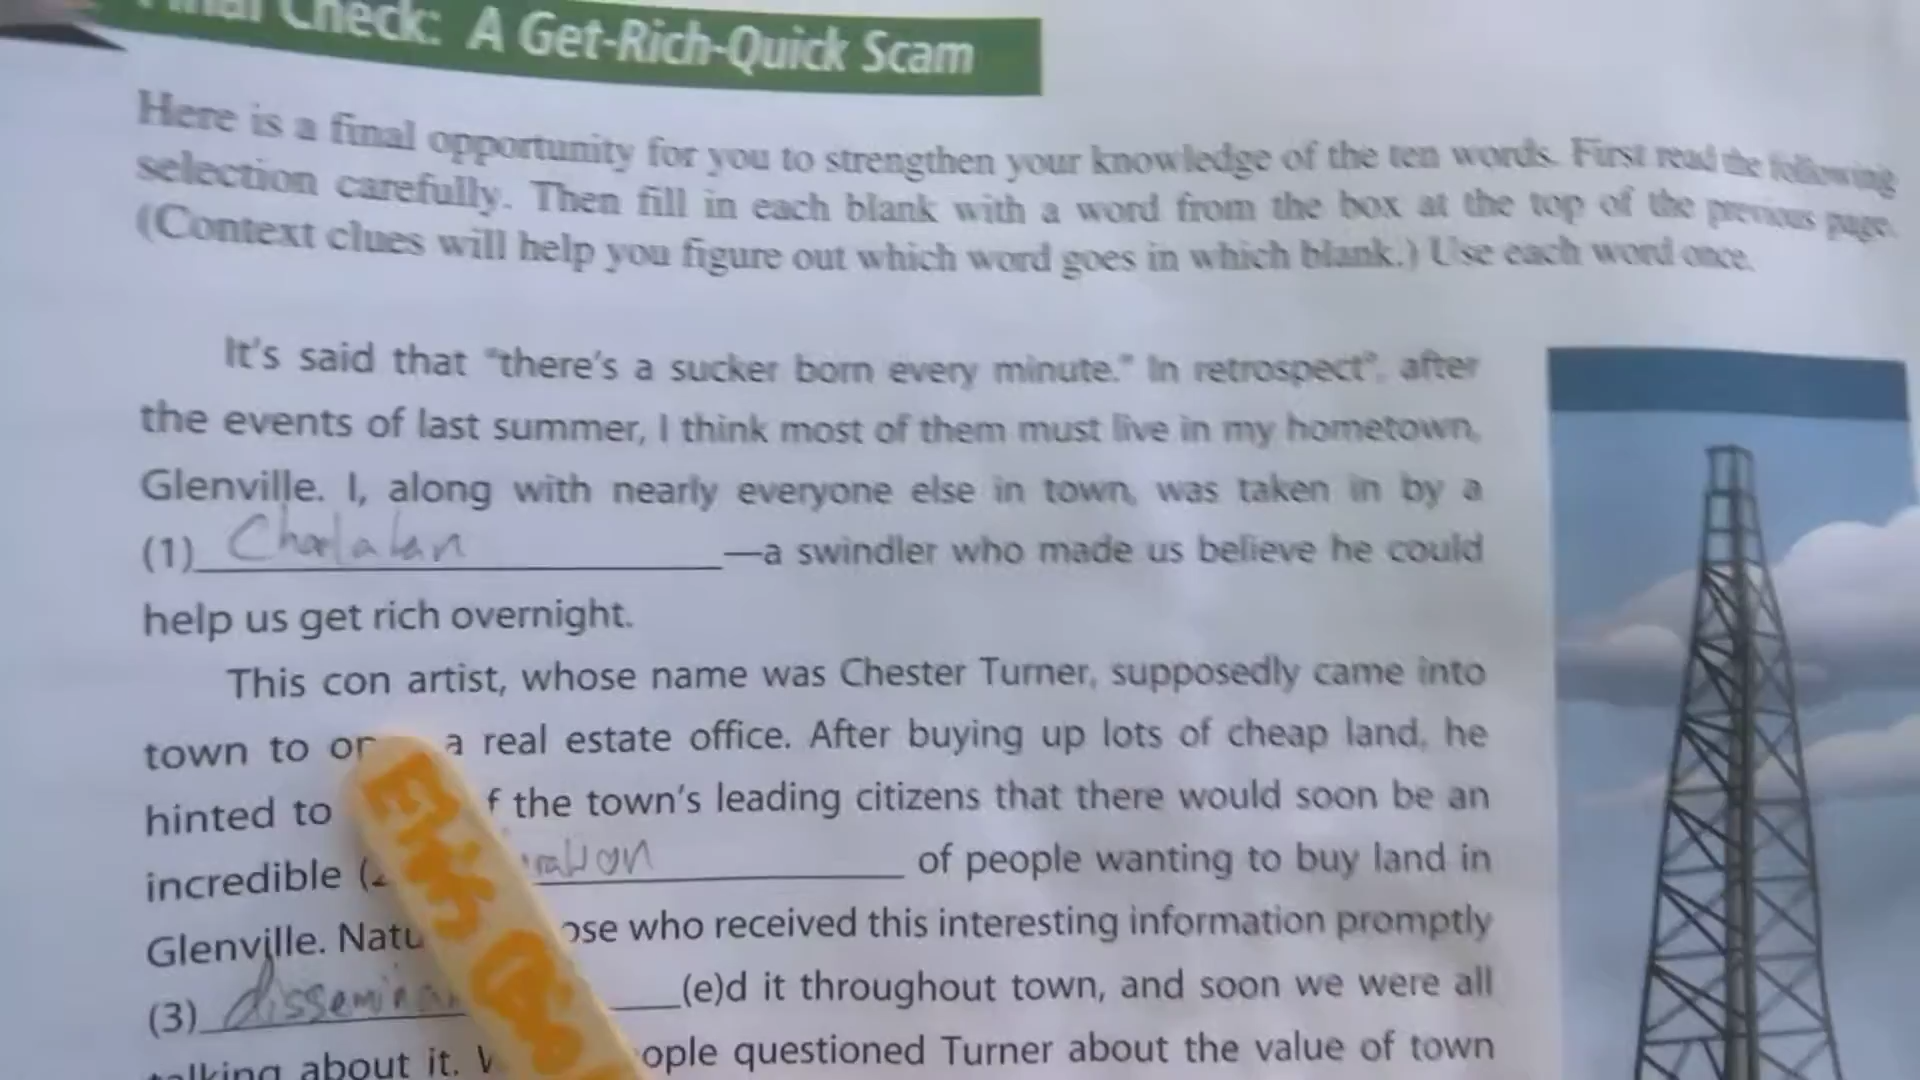 Final Check: A Get-Rich-Quick Scam
Here is a final opportunity for you to strengthen your knowledge of the ten words. First read the following
selection carefully. Then fill in each blank with a word from the box at the top of the previous page.
(Context clues will help you figure out which word goes in which blank.) Use each word once.
It's said that "there's a sucker born every minute." In retrospect°, after
the events of last summer, I think most of them must live in my hometown,
Glenville. I, along with nearly everyone else in town, was taken in by a
(1) Charlatan —a swindler who made us believe he could
help us get rich overnight.
This con artist, whose name was Chester Turner, supposedly came into
town to a real estate office. After buying up lots of cheap land, he
hinted to the town's leading citizens that there would soon be an
incredible of people wanting to buy land in
Glenville. who received this interesting information promptly
(3) (e)d it throughout town, and soon we were all
talking about it. questioned Turner about the value of town